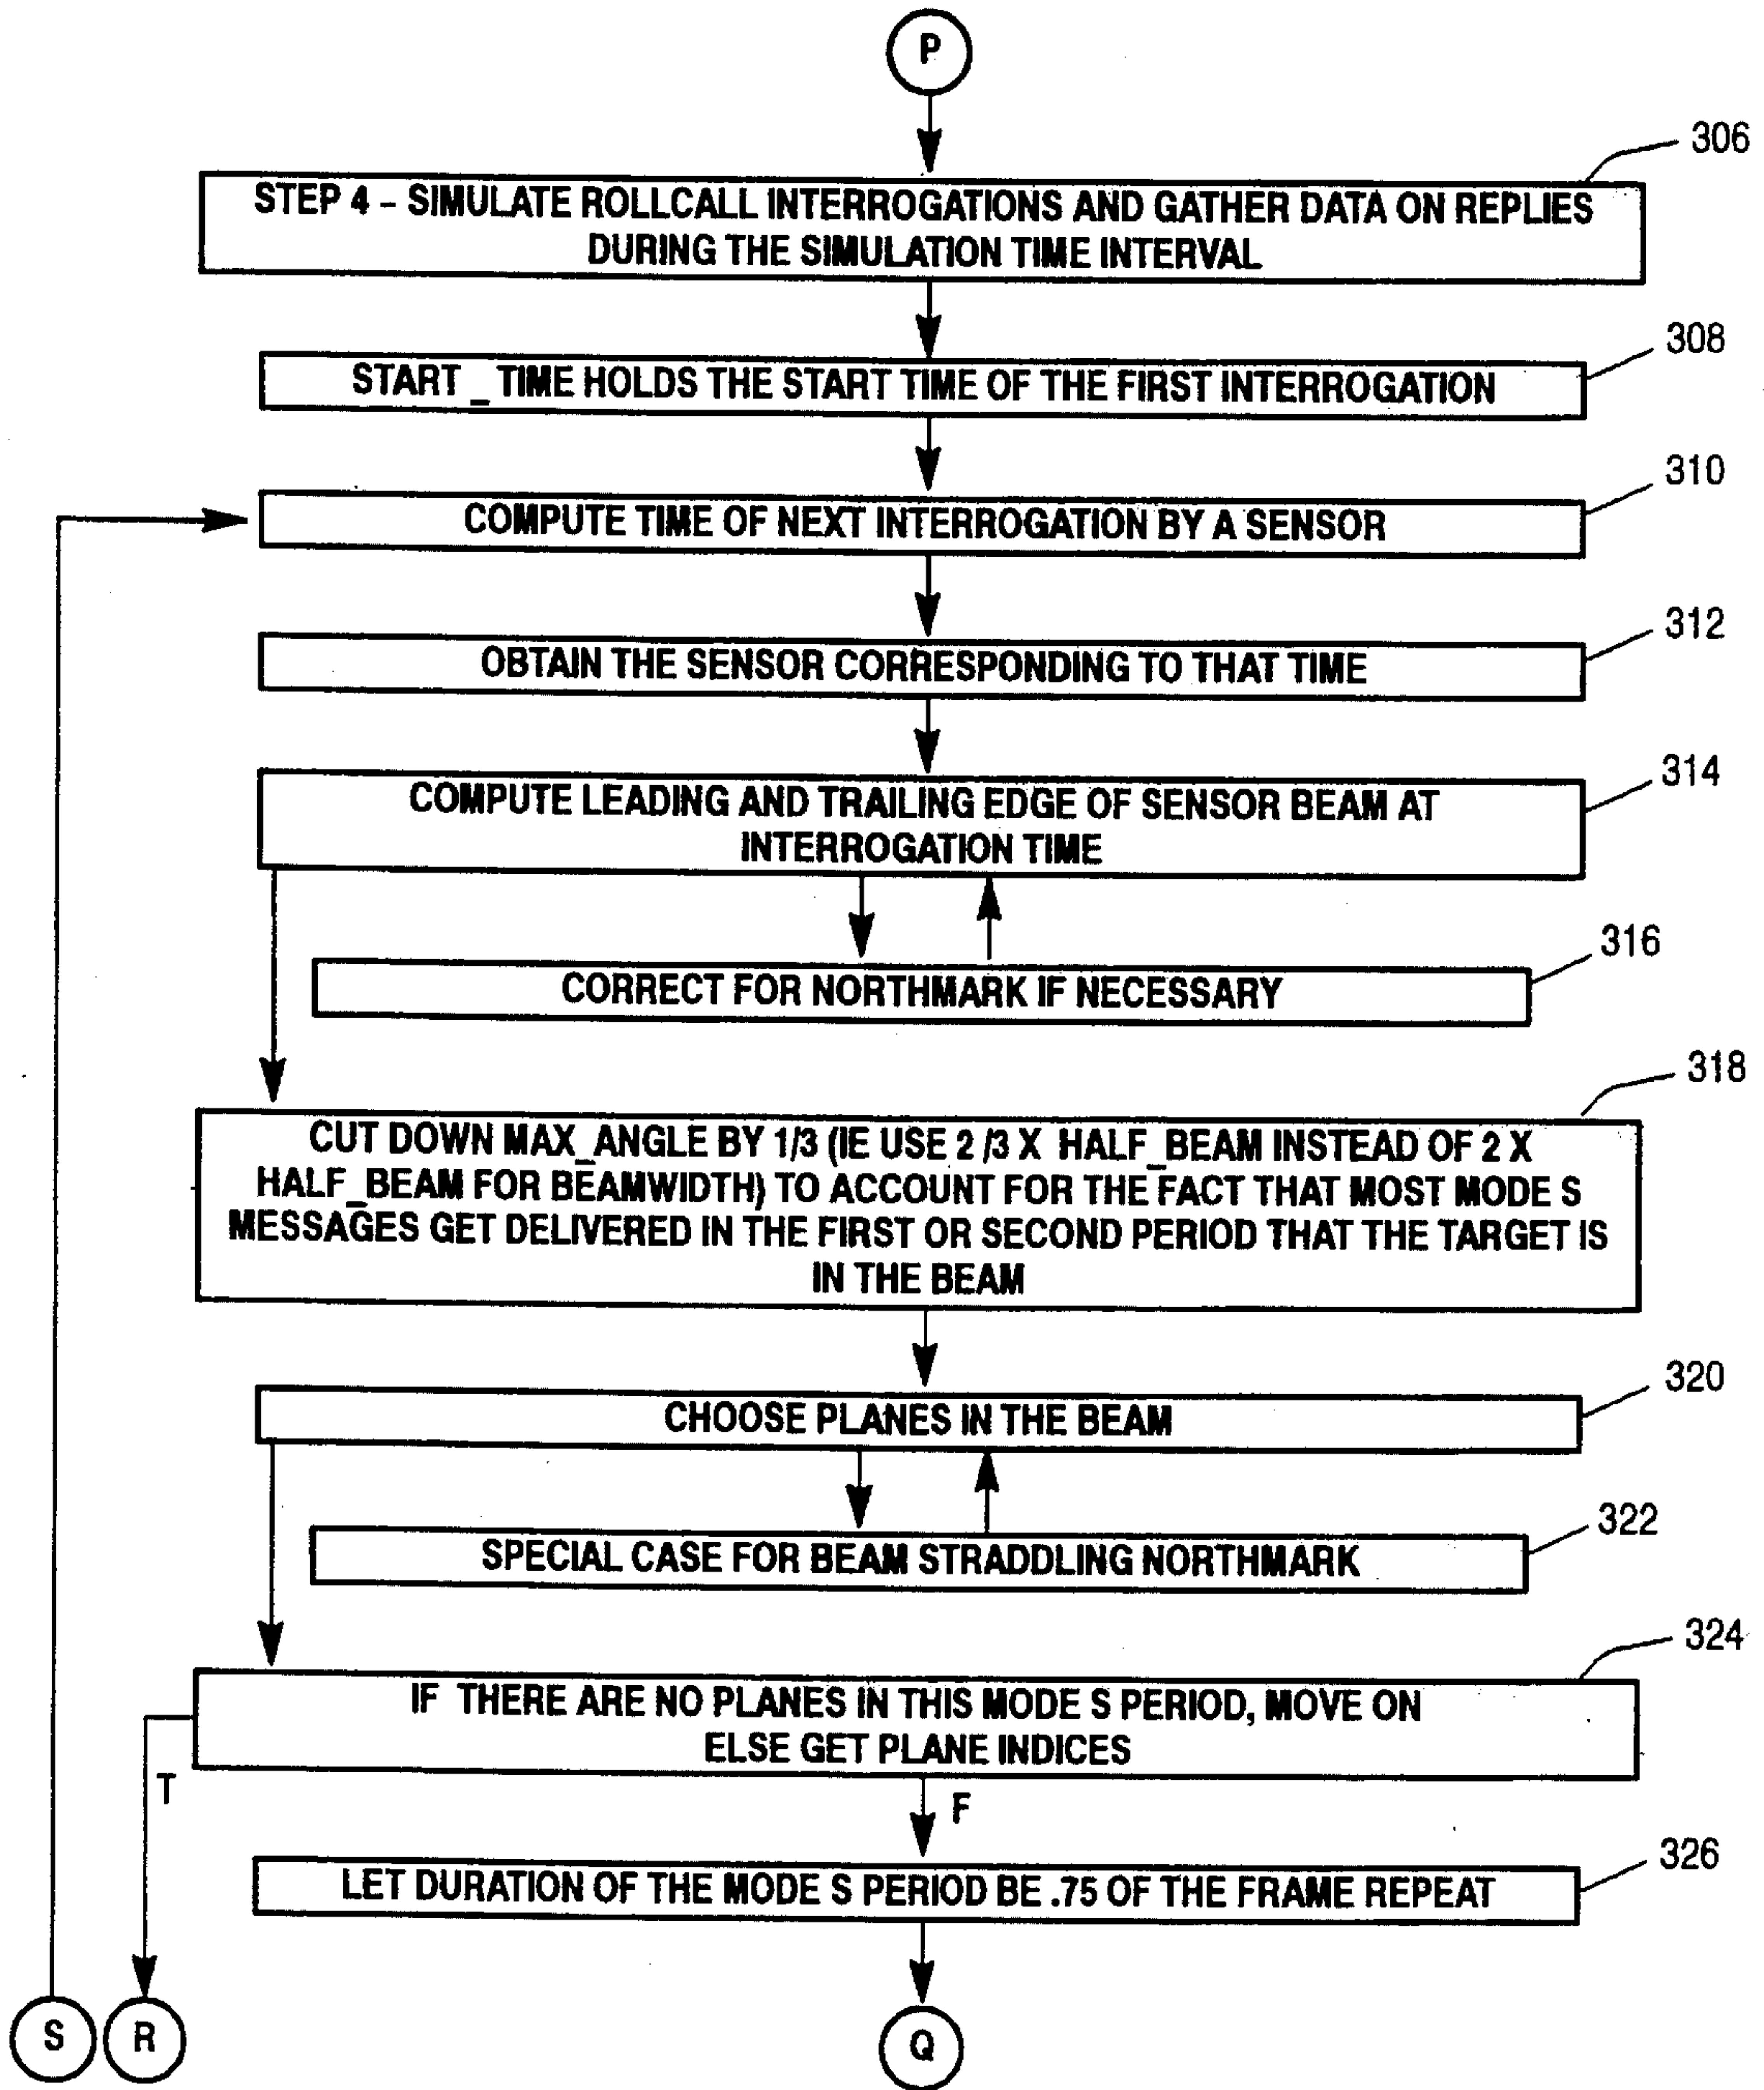 P
306
STEP 4 – SIMULATE ROLLCALL INTERROGATIONS AND GATHER DATA ON REPLIES
DURING THE SIMULATION TIME INTERVAL
308
START _ TIME HOLDS THE START TIME OF THE FIRST INTERROGATION
310
COMPUTE TIME OF NEXT INTERROGATION BY A SENSOR
312
OBTAIN THE SENSOR CORRESPONDING TO THAT TIME
314
COMPUTE LEADING AND TRAILING EDGE OF SENSOR BEAM AT
INTERROGATION TIME
316
CORRECT FOR NORTHMARK IF NECESSARY
318
CUT DOWN MAX_ANGLE BY 1/3 (IE USE 2 /3 X HALF_BEAM INSTEAD OF 2 X
HALF_BEAM FOR BEAMWIDTH) TO ACCOUNT FOR THE FACT THAT MOST MODE S
MESSAGES GET DELIVERED IN THE FIRST OR SECOND PERIOD THAT THE TARGET IS
IN THE BEAM
320
CHOOSE PLANES IN THE BEAM
322
SPECIAL CASE FOR BEAM STRADDLING NORTHMARK
324
IF THERE ARE NO PLANES IN THIS MODE S PERIOD, MOVE ON
ELSE GET PLANE INDICES
T
F
326
LET DURATION OF THE MODE S PERIOD BE .75 OF THE FRAME REPEAT
S
R
Q